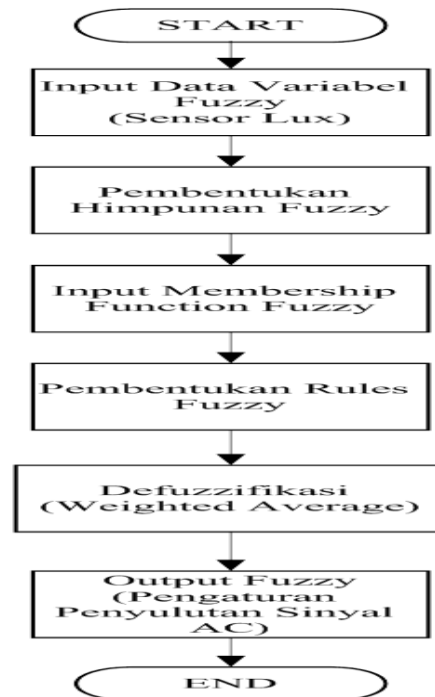 START
Input Data Variabel
Fuzzy
(Sensor Lux)
Pembentukan
Himpunan Fuzzy
Input Membership
Function Fuzzy
Pembentukan Rules
Fuzzy
Defuzzifikasi
(Weighted Average)
Output Fuzzy
(Pengaturan
Penyulutan Sinyal
AC)
END